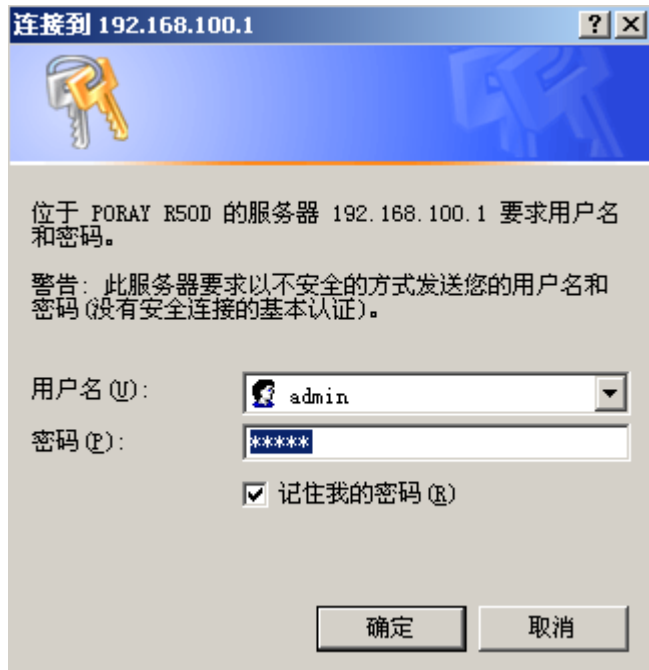 连接到 192.168.100.1
位于 PORAY R50D 的服务器 192.168.100.1 要求用户名
和密码。
警告: 此服务器要求以不安全的方式发送您的用户名和
密码(没有安全连接的基本认证)。
用户名(U):
admin
密码(P):
*****
记住我的密码(R)
确定
取消